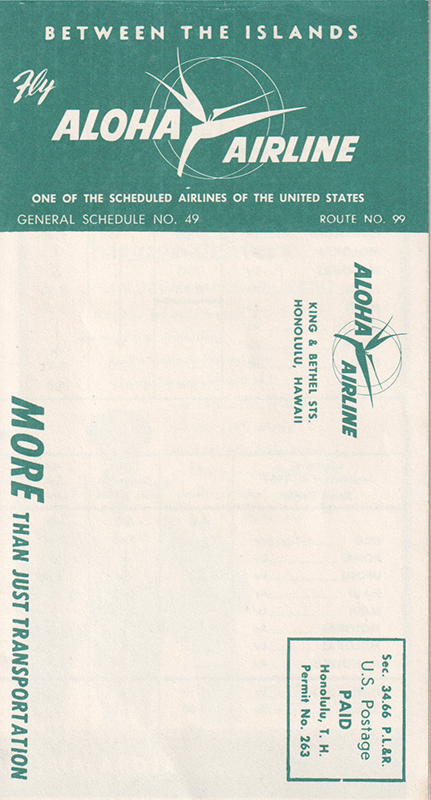 BETWEEN THE ISLANDS
Fly
ALOHA
AIRLINE
ONE OF THE SCHEDULED AIRLINES OF THE UNITED STATES
GENERAL SCHEDULE NO. 49 ROUTE NO. 99
ALOHA
AIRLINE
KING & BETHEL STS.
HONOLULU, HAWAII
MORE THAN JUST TRANSPORTATION
Sec. 34.66 P.L.&R.
U.S. Postage
PAID
Honolulu, T. H.
Permit No. 263